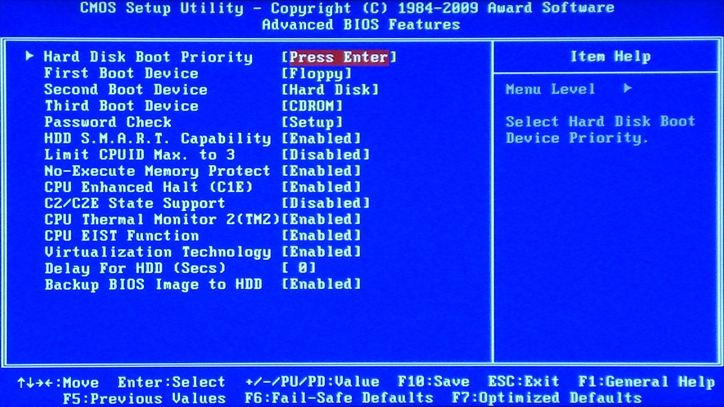 CMOS Setup Utility - Copyright (C) 1984-2009 Award Software
Advanced BIOS Features
Hard Disk Boot Priority [Press Enter]
First Boot Device [Floppy]
Second Boot Device [Hard Disk]
Third Boot Device [CDROM]
Password Check [Setup]
HDD S.M.A.R.T. Capability [Enabled]
Limit CPUID Max. to 3 [Disabled]
No-Execute Memory Protect [Enabled]
CPU Enhanced Halt (C1E) [Enabled]
C2/C2E State Support [Disabled]
CPU Thermal Monitor 2(TM2) [Enabled]
CPU EIST Function [Enabled]
Virtualization Technology [Enabled]
Delay For HDD (Secs) [ 0]
Backup BIOS Image to HDD [Enabled]
Item Help
Menu Level ▶
Select Hard Disk Boot
Device Priority.
↑↓→←:Move Enter:Select +/-/PU/PD:Value F10:Save ESC:Exit F1:General Help
F5:Previous Values F6:Fail-Safe Defaults F7:Optimized Defaults